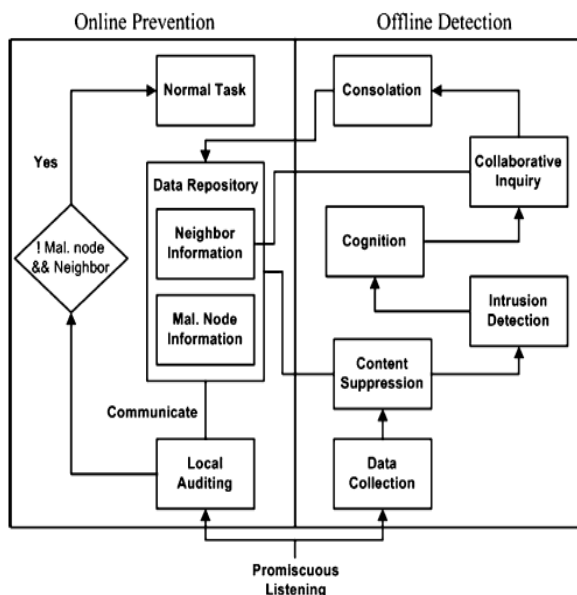 Online Prevention
Offline Detection
Normal Task
Consolation
Yes
Data Repository
Collaborative
Inquiry
! Mal. node
&& Neighbor
Neighbor
Information
Cognition
Mal. Node
Information
Intrusion
Detection
Content
Suppression
Communicate
Local
Auditing
Data
Collection
Promiscuous
Listening